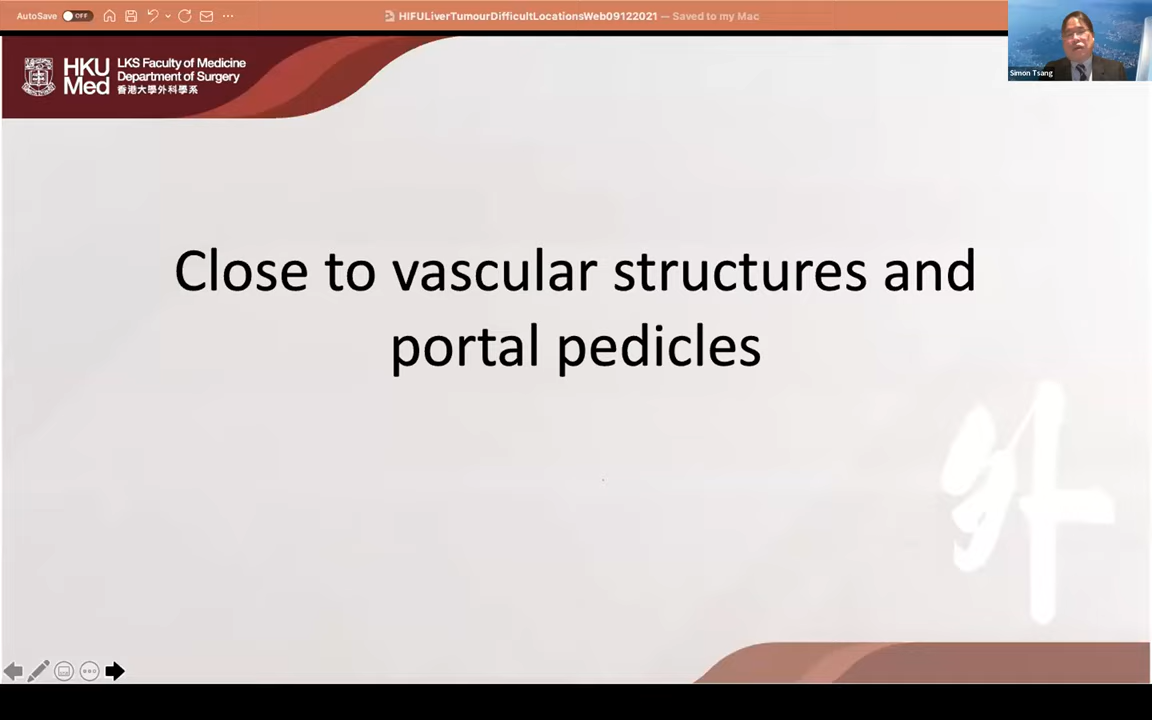 AutoSave OFF
HIFULiverTumourDifficultLocationsWeb09122021 — Saved to my Mac
Simon Tsang
HKU
Med
LKS Faculty of Medicine
Department of Surgery
香港大學外科學系
Close to vascular structures and
portal pedicles
外